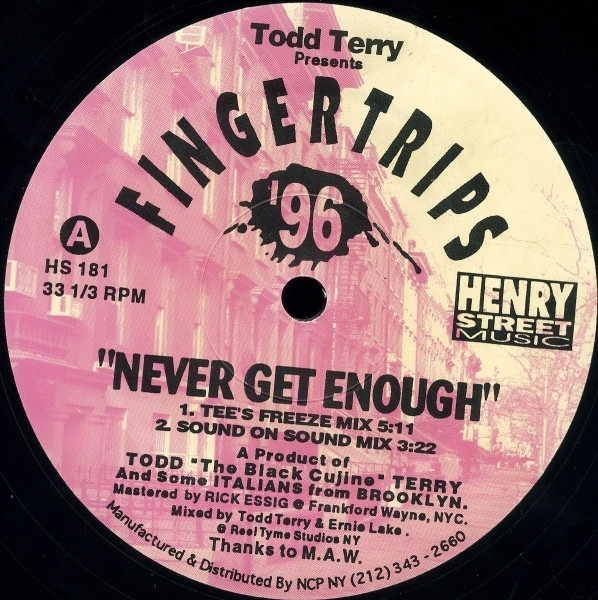 Todd Terry
Presents
FINGERTRIPS
'96
A
HS 181
33 1/3 RPM
HENRY
STREET
MUSIC
"NEVER GET ENOUGH"
1. TEE'S FREEZE MIX 5:11
2. SOUND ON SOUND MIX 3:22
A Product of
TODD "The Black Cujine" TERRY
And Some ITALIANS from BROOKLYN.
Mastered by RICK ESSIG @ Frankford Wayne, NYC.
Mixed by Todd Terry & Ernie Lake .
@ Reel Tyme Studios NY
Thanks to M.A.W.
Manufactured & Distributed By NCP NY (212) 343 - 2660